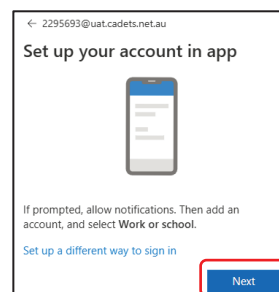 ← 2295693@uat.cadets.net.au
Set up your account in app
If prompted, allow notifications. Then add an
account, and select Work or school.
Set up a different way to sign in
Next